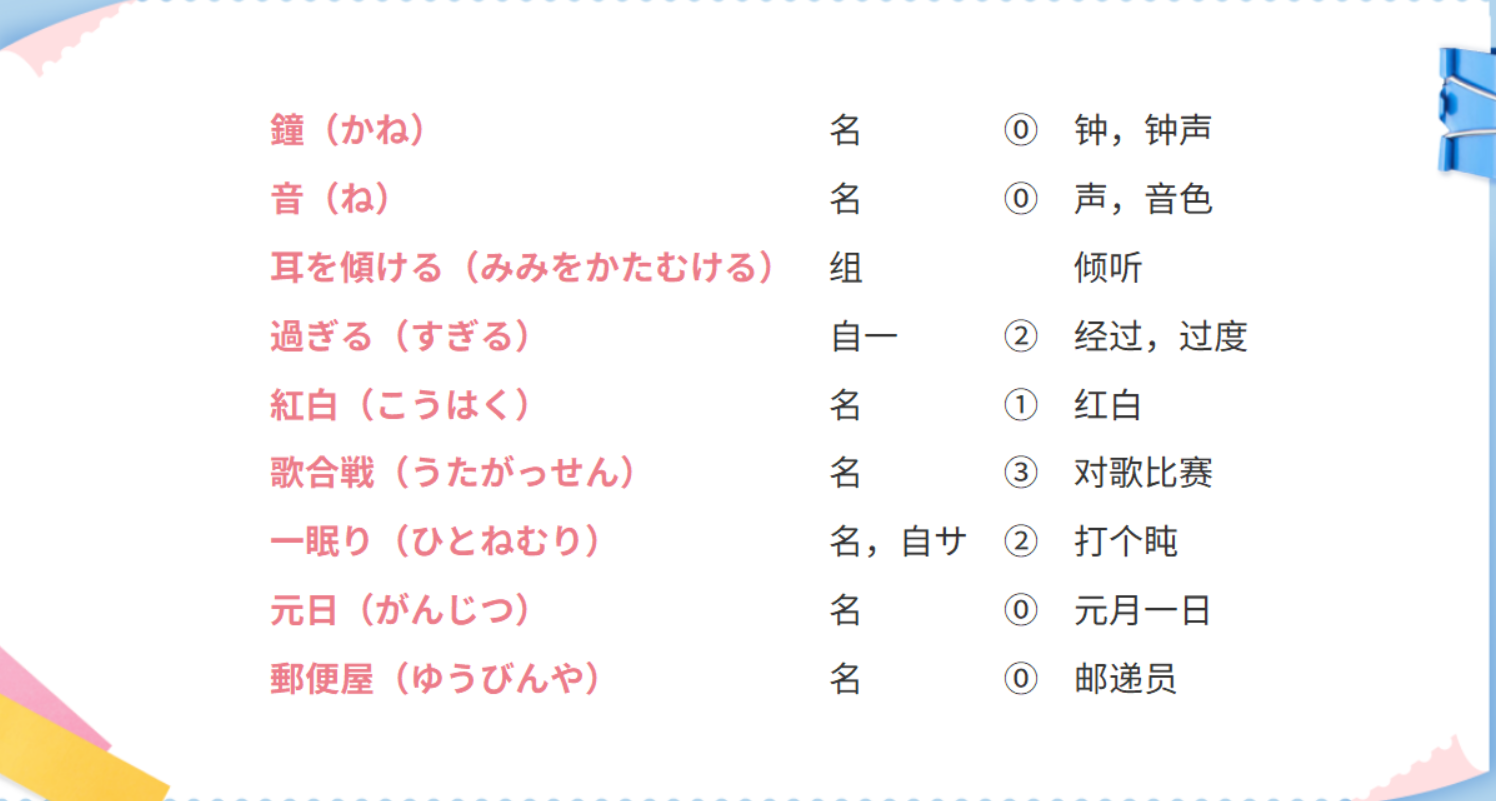 鐘（かね） 名 ⓪ 钟，钟声
音（ね） 名 ⓪ 声，音色
耳を傾ける（みみをかたむける） 组 倾听
過ぎる（すぎる） 自一 ② 经过，过度
紅白（こうはく） 名 ① 红白
歌合戦（うたがっせん） 名 ③ 对歌比赛
一眠り（ひとねむり） 名，自サ ② 打个盹
元日（がんじつ） 名 ⓪ 元月一日
郵便屋（ゆうびんや） 名 ⓪ 邮递员